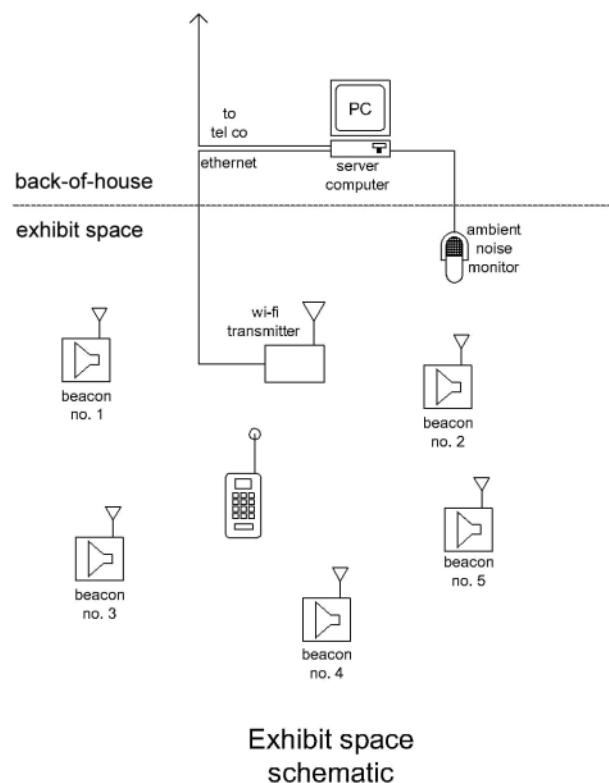 PC
to
tel co
ethernet
server
computer
back-of-house
exhibit space
ambient
noise
monitor
wi-fi
transmitter
beacon
no. 1
beacon
no. 2
beacon
no. 3
beacon
no. 5
beacon
no. 4
Exhibit space
schematic